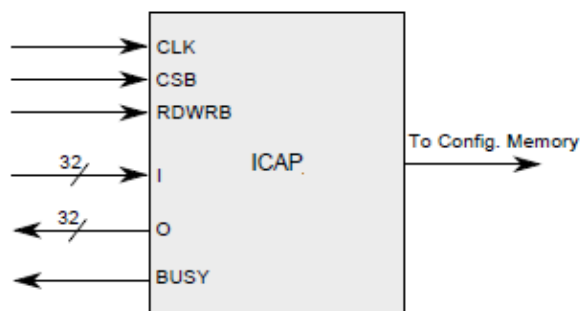 CLK
CSB
RDWRB
To Config. Memory
ICAP
32
I
32
O
BUSY